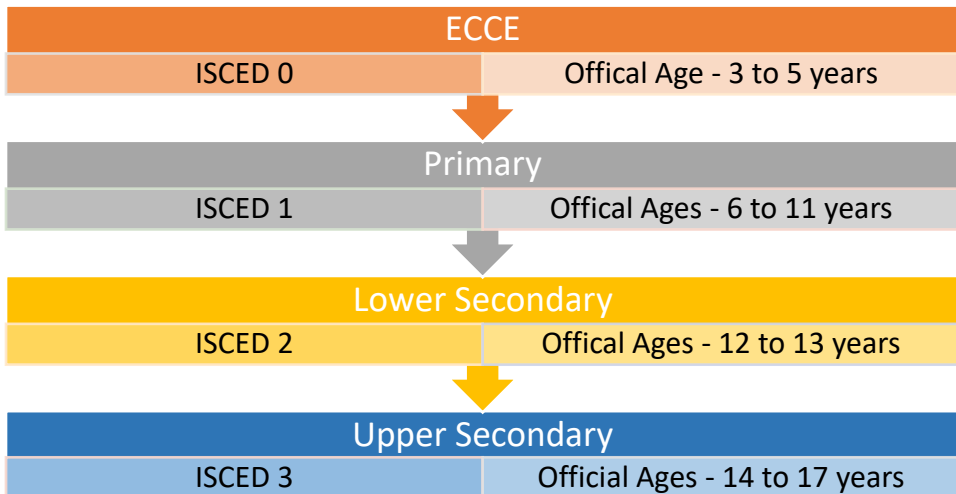 ECCE
ISCED 0 Offical Age - 3 to 5 years
Primary
ISCED 1 Offical Ages - 6 to 11 years
Lower Secondary
ISCED 2 Offical Ages - 12 to 13 years
Upper Secondary
ISCED 3 Official Ages - 14 to 17 years